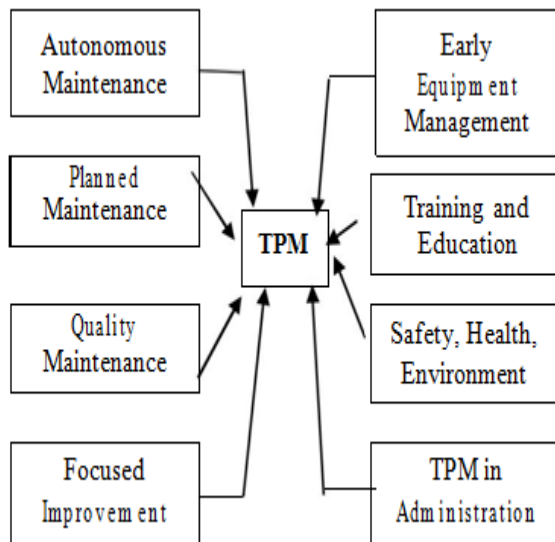 Autonomous
Maintenance
Early
Equipment
Management
Planned
Maintenance
TPM
Training and
Education
Quality
Maintenance
Safety, Health,
Environment
Focused
Improvement
TPM in
Administration